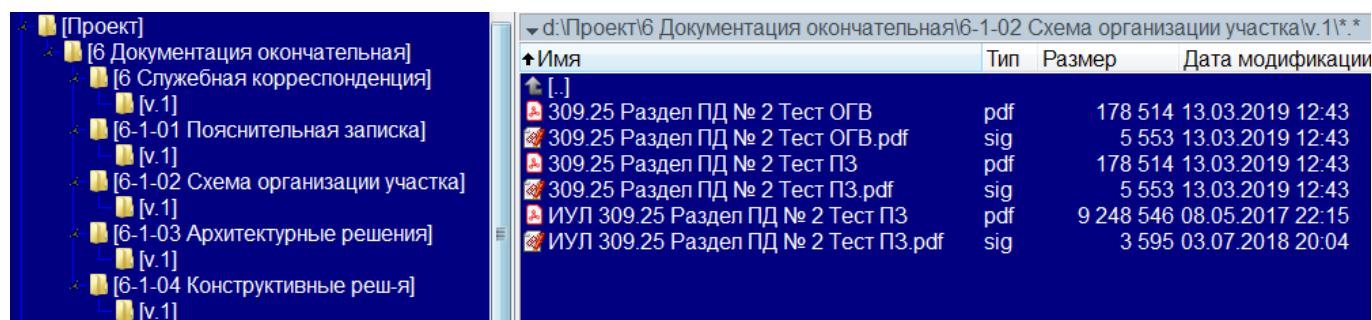 [Проект]
[6 Документация окончательная]
[6 Служебная корреспонденция]
[v.1]
[6-1-01 Пояснительная записка]
[v.1]
[6-1-02 Схема организации участка]
[v.1]
[6-1-03 Архитектурные решения]
[v.1]
[6-1-04 Конструктивные реш-я]
[v.1]
d:\Проект\6 Документация окончательная\6-1-02 Схема организации участка\v.1\*.*
Имя Тип Размер Дата модификации
[..]
309.25 Раздел ПД № 2 Тест ОГВ pdf 178 514 13.03.2019 12:43
309.25 Раздел ПД № 2 Тест ОГВ.pdf sig 5 553 13.03.2019 12:43
309.25 Раздел ПД № 2 Тест ПЗ pdf 178 514 13.03.2019 12:43
309.25 Раздел ПД № 2 Тест ПЗ.pdf sig 5 553 13.03.2019 12:43
ИУЛ 309.25 Раздел ПД № 2 Тест ПЗ pdf 9 248 546 08.05.2017 22:15
ИУЛ 309.25 Раздел ПД № 2 Тест ПЗ.pdf sig 3 595 03.07.2018 20:04